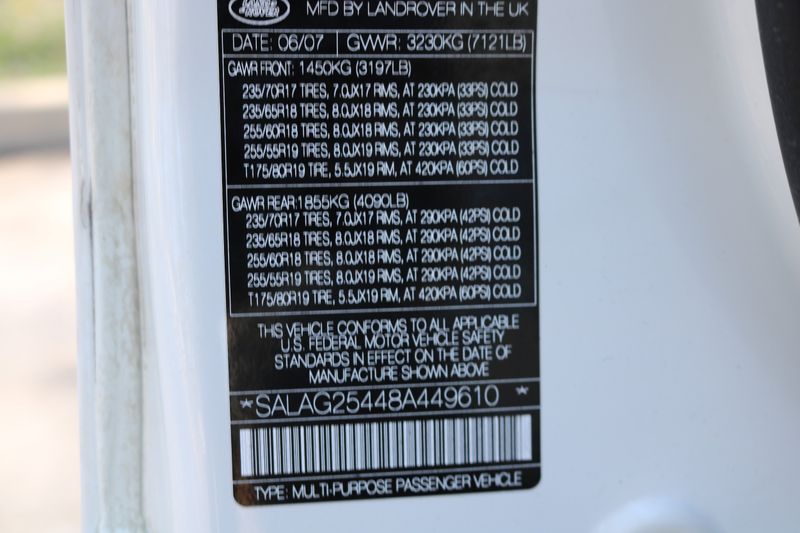 LAND ROVER
MFD BY LANDROVER IN THE UK
DATE: 06/07 GVWR: 3230KG (7121LB)
GAWR FRONT: 1450KG (3197LB)
235/70R17 TIRES, 7.0JX17 RIMS, AT 230KPA (33PSI) COLD
235/65R18 TIRES, 8.0JX18 RIMS, AT 230KPA (33PSI) COLD
255/60R18 TIRES, 8.0JX18 RIMS, AT 230KPA (33PSI) COLD
255/55R19 TIRES, 8.0JX19 RIMS, AT 230KPA (33PSI) COLD
T175/80R19 TIRE, 5.5JX19 RIM, AT 420KPA (60PSI) COLD
GAWR REAR: 1855KG (4090LB)
235/70R17 TIRES, 7.0JX17 RIMS, AT 290KPA (42PSI) COLD
235/65R18 TIRES, 8.0JX18 RIMS, AT 290KPA (42PSI) COLD
255/60R18 TIRES, 8.0JX18 RIMS, AT 290KPA (42PSI) COLD
255/55R19 TIRES, 8.0JX19 RIMS, AT 290KPA (42PSI) COLD
T175/80R19 TIRE, 5.5JX19 RIM, AT 420KPA (60PSI) COLD
THIS VEHICLE CONFORMS TO ALL APPLICABLE
U.S. FEDERAL MOTOR VEHICLE SAFETY
STANDARDS IN EFFECT ON THE DATE OF
MANUFACTURE SHOWN ABOVE
*SALAG25448A449610 *
TYPE: MULTI-PURPOSE PASSENGER VEHICLE